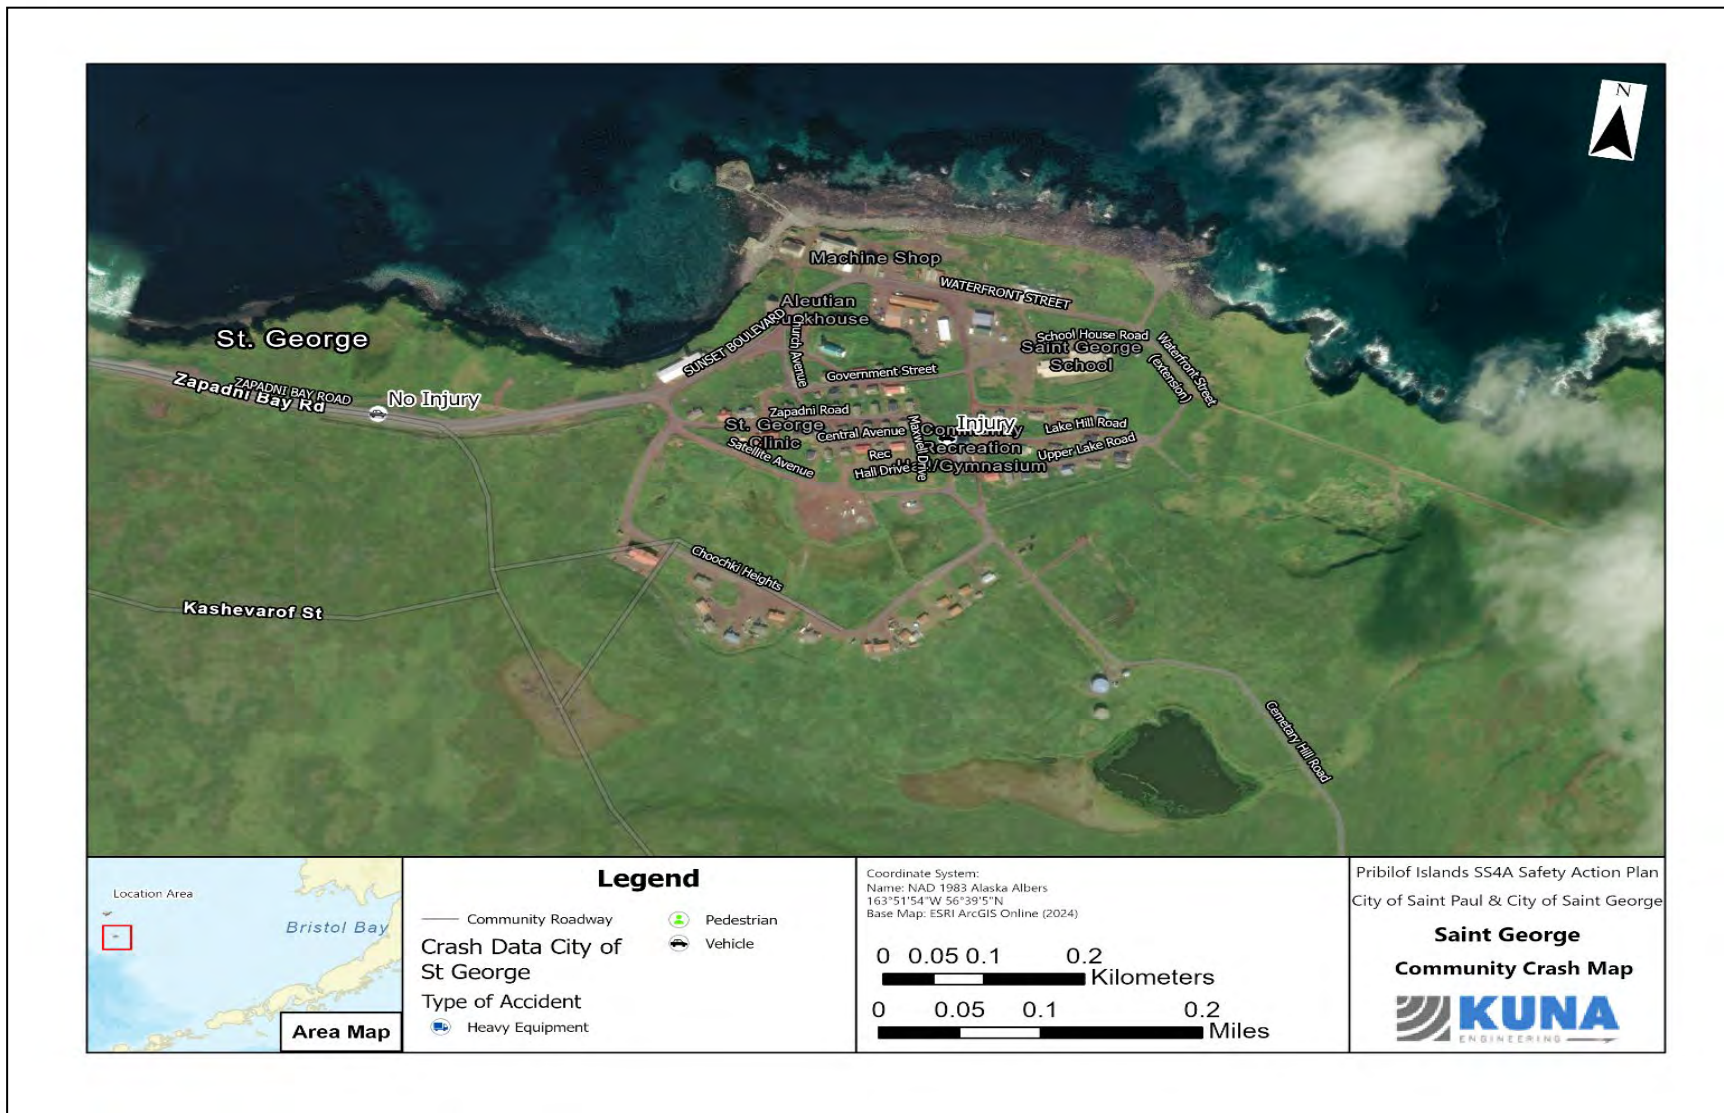 N
Machine Shop
WATERFRONT STREET
Aleutian
Bunkhouse
SUNSET BOULEVARD
Church Avenue
School House Road
Saint George
School
Waterfront Street
(extension)
St. George
Government Street
ZAPADNI BAY ROAD
Zapadni Bay Rd
No Injury
Zapadni Road
St. George
Clinic
Central Avenue
Maxwell Drive
Injury
Community
Recreation
Hall/Gymnasium
Lake Hill Road
Upper Lake Road
Satellite Avenue
Rec
Hall Drive
Choochki Heights
Kashevarof St
Cemetary Hill Road
Location Area
Bristol Bay
Area Map
Legend
Community Roadway
Crash Data City of
St George
Type of Accident
Heavy Equipment
Pedestrian
Vehicle
Coordinate System:
Name: NAD 1983 Alaska Albers
163°51'54"W 56°39'5"N
Base Map: ESRI ArcGIS Online (2024)
0 0.05 0.1 0.2
Kilometers
0 0.05 0.1 0.2
Miles
Pribilof Islands SS4A Safety Action Plan
City of Saint Paul & City of Saint George
Saint George
Community Crash Map
KUNA
ENGINEERING